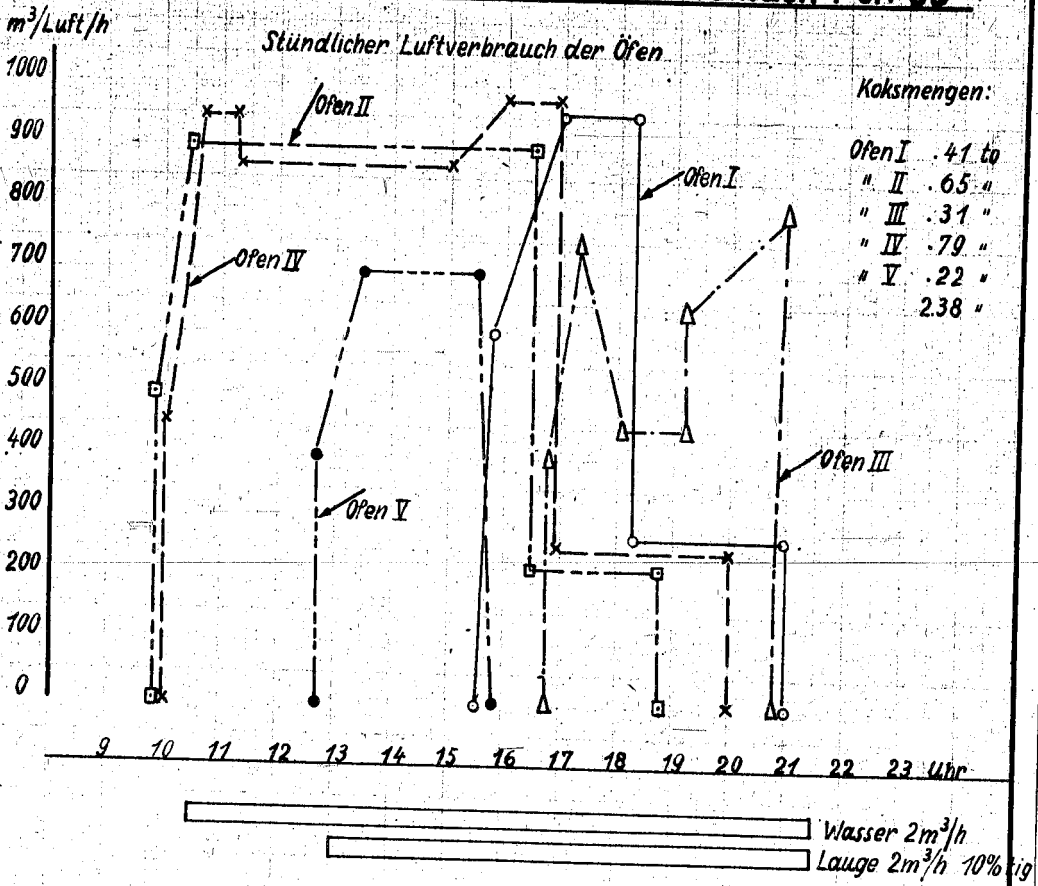 m³/Luft/h
Stündlicher Luftverbrauch der Öfen
1000
900
800
700
600
500
400
300
200
100
0
Ofen II
Ofen I
Ofen IV
Ofen V
Ofen III
Koksmengen:
Ofen I .41 to
" II .65 "
" III .31 "
" IV .79 "
" V .22 "
2.38 "
9 10 11 12 13 14 15 16 17 18 19 20 21 22 23 Uhr
Wasser 2m³/h
Lauge 2m³/h 10%ig